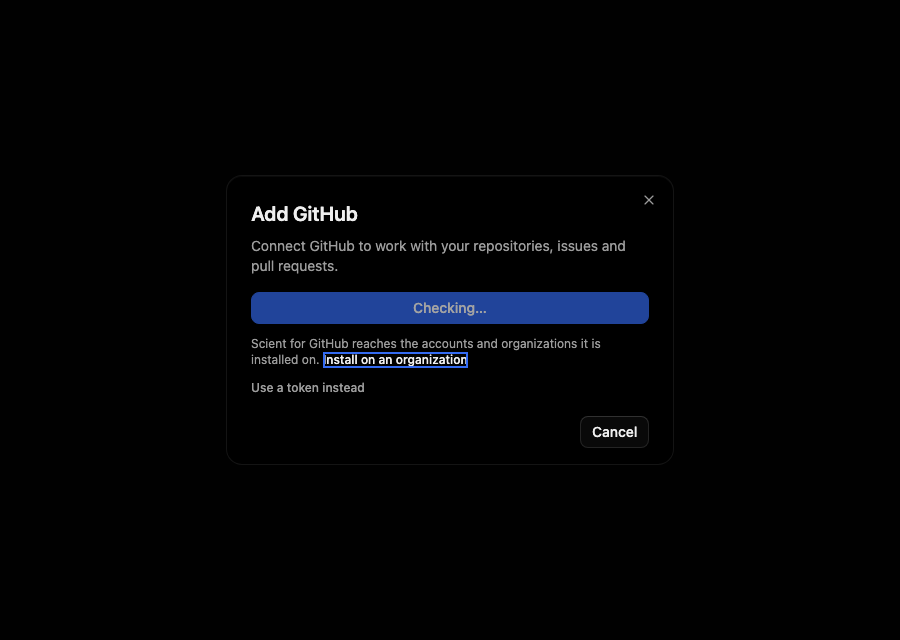 Add GitHub
Connect GitHub to work with your repositories, issues and
pull requests.
Checking...
Scient for GitHub reaches the accounts and organizations it is
installed on. Install on an organization
Use a token instead
Cancel